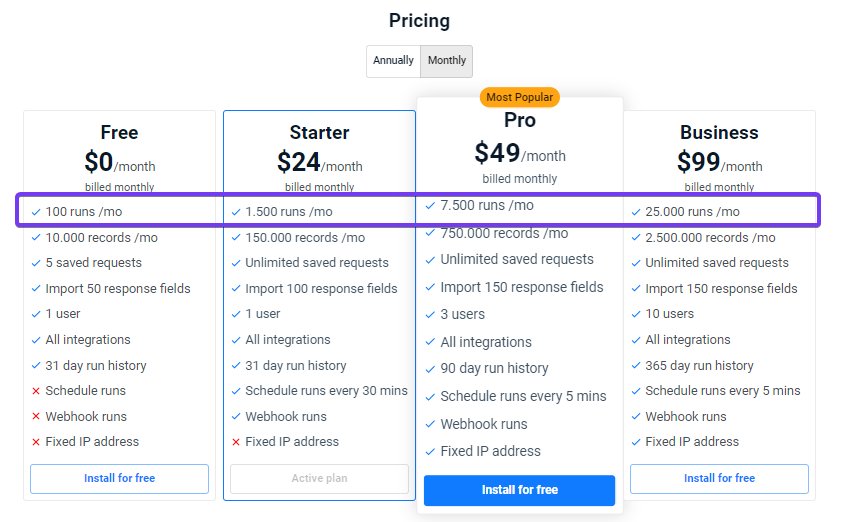 Pricing
Annually
Monthly
Free
$0/month
billed monthly
100 runs /mo
10.000 records /mo
5 saved requests
Import 50 response fields
1 user
All integrations
31 day run history
Schedule runs
Webhook runs
Fixed IP address
Install for free
Starter
$24/month
billed monthly
1.500 runs /mo
150.000 records /mo
Unlimited saved requests
Import 100 response fields
1 user
All integrations
31 day run history
Schedule runs every 30 mins
Webhook runs
Fixed IP address
Active plan
Most Popular
Pro
$49/month
billed monthly
7.500 runs /mo
750.000 records /mo
Unlimited saved requests
Import 150 response fields
3 users
All integrations
90 day run history
Schedule runs every 5 mins
Webhook runs
Fixed IP address
Install for free
Business
$99/month
billed monthly
25.000 runs /mo
2.500.000 records /mo
Unlimited saved requests
Import 150 response fields
10 users
All integrations
365 day run history
Schedule runs every 5 mins
Webhook runs
Fixed IP address
Install for free